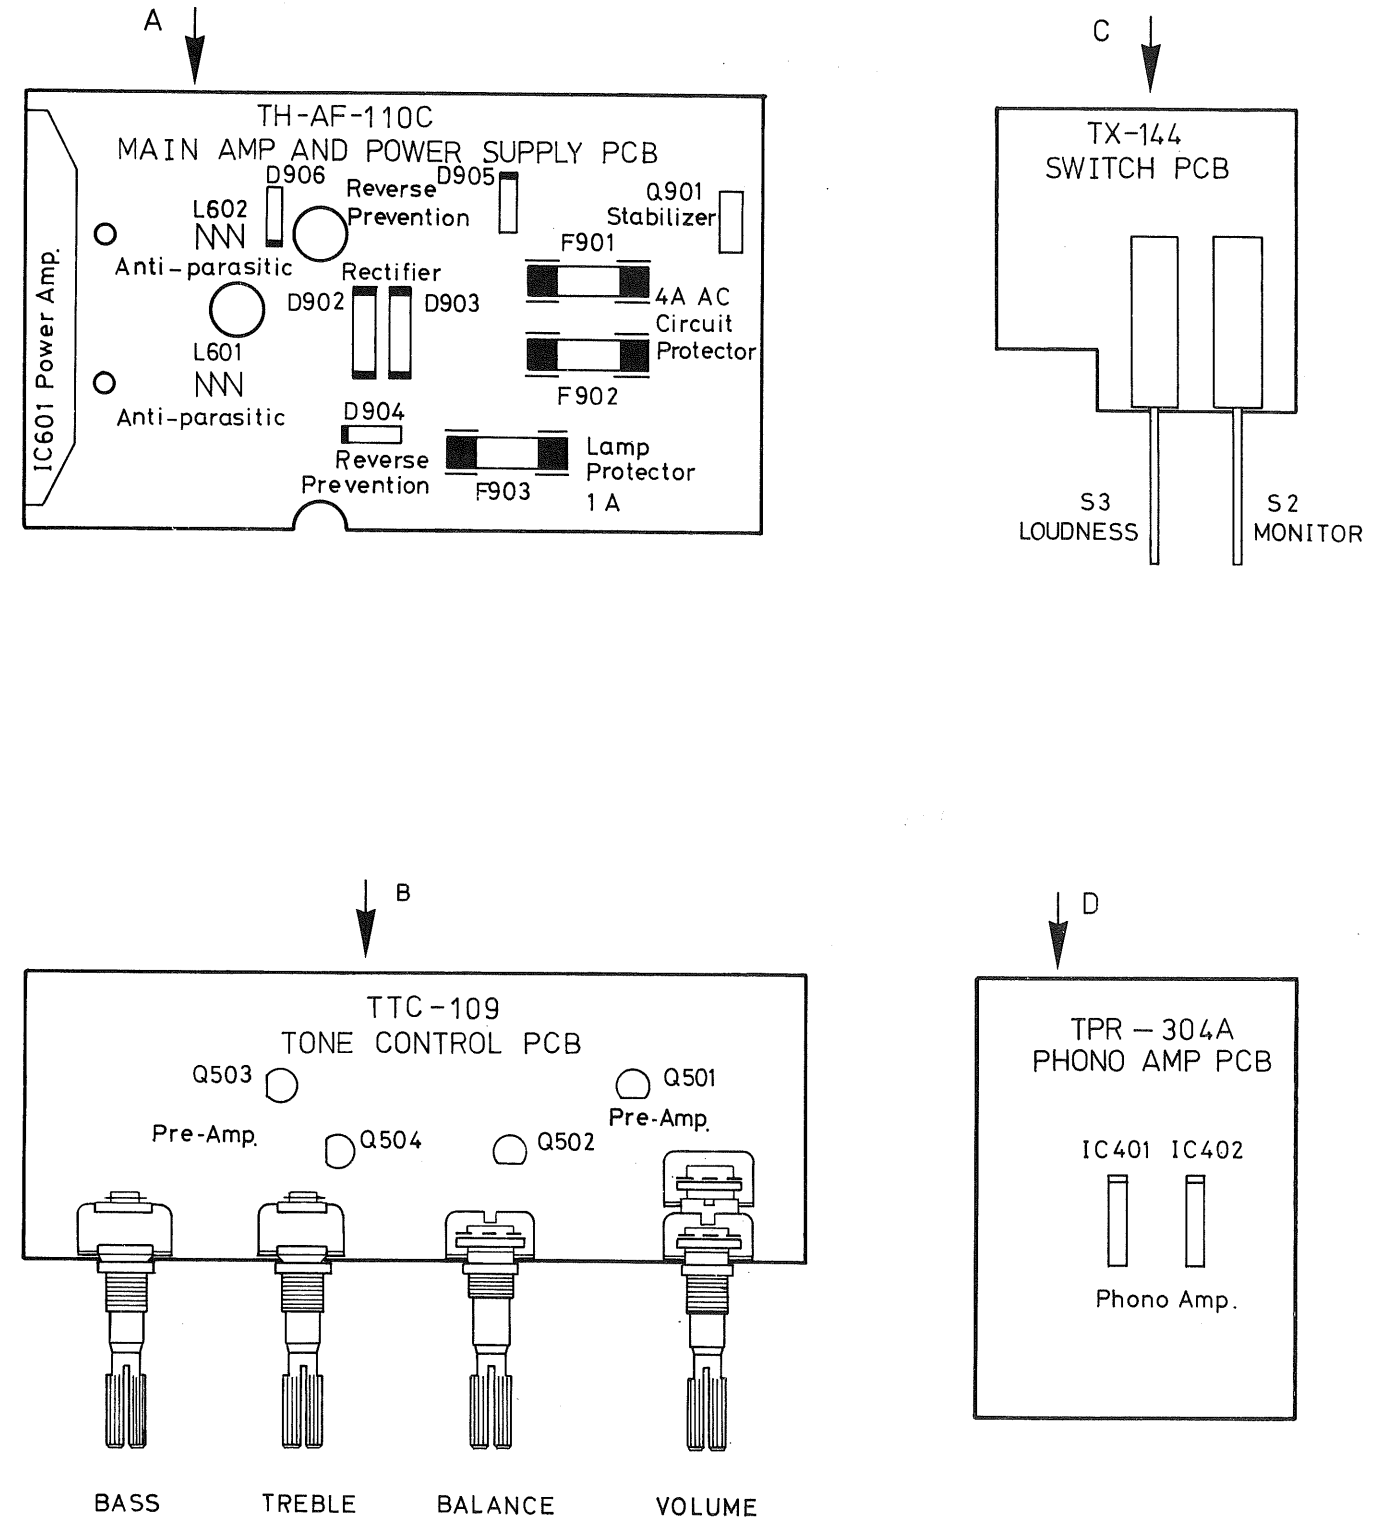 A
TH-AF-110C
MAIN AMP AND POWER SUPPLY PCB
D906
Reverse
Prevention
D905
Q901
Stabilizer
L602
Anti-parasitic
Rectifier
F901
D902
D903
4A AC
Circuit
Protector
L601
Anti-parasitic
F902
D904
Reverse
Prevention
F903
Lamp
Protector
1A
IC601 Power Amp.
C
TX-144
SWITCH PCB
S3
LOUDNESS
S2
MONITOR
B
TTC-109
TONE CONTROL PCB
Q503
Q501
Pre-Amp.
Pre-Amp.
Q504
Q502
BASS
TREBLE
BALANCE
VOLUME
D
TPR-304A
PHONO AMP PCB
IC401
IC402
Phono Amp.